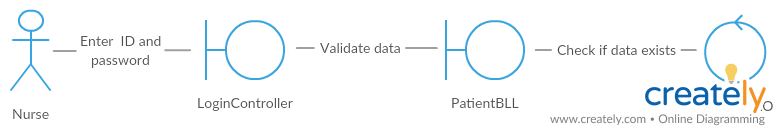 Enter ID and
password
Validate data
Check if data exists
Nurse
LoginController
PatientBLL
creately
.O
www.creately.com • Online Diagramming